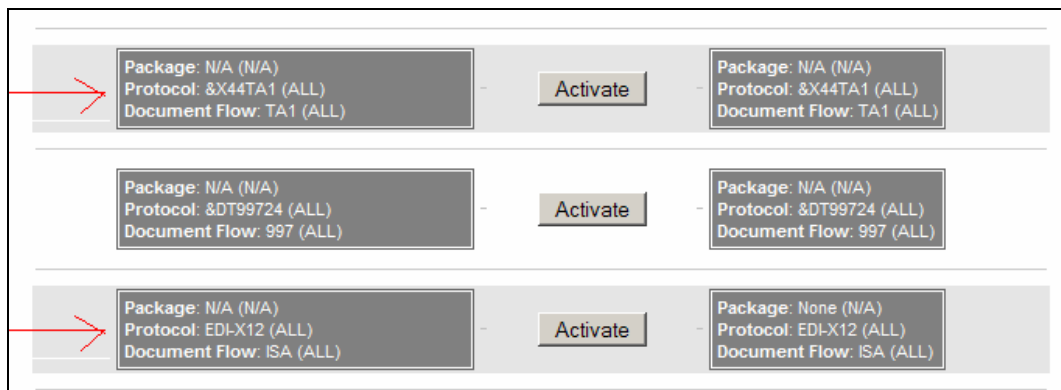 Package: N/A (N/A)
Protocol: &X44TA1 (ALL)
Document Flow: TA1 (ALL)
Activate
Package: N/A (N/A)
Protocol: &X44TA1 (ALL)
Document Flow: TA1 (ALL)
Package: N/A (N/A)
Protocol: &DT99724 (ALL)
Document Flow: 997 (ALL)
Activate
Package: N/A (N/A)
Protocol: &DT99724 (ALL)
Document Flow: 997 (ALL)
Package: N/A (N/A)
Protocol: EDI-X12 (ALL)
Document Flow: ISA (ALL)
Activate
Package: None (N/A)
Protocol: EDI-X12 (ALL)
Document Flow: ISA (ALL)